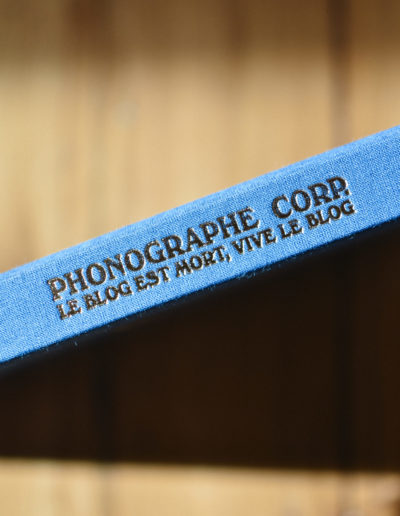 PHONOGRAPHE CORP.
LE BLOG EST MORT, VIVE LE BLOG